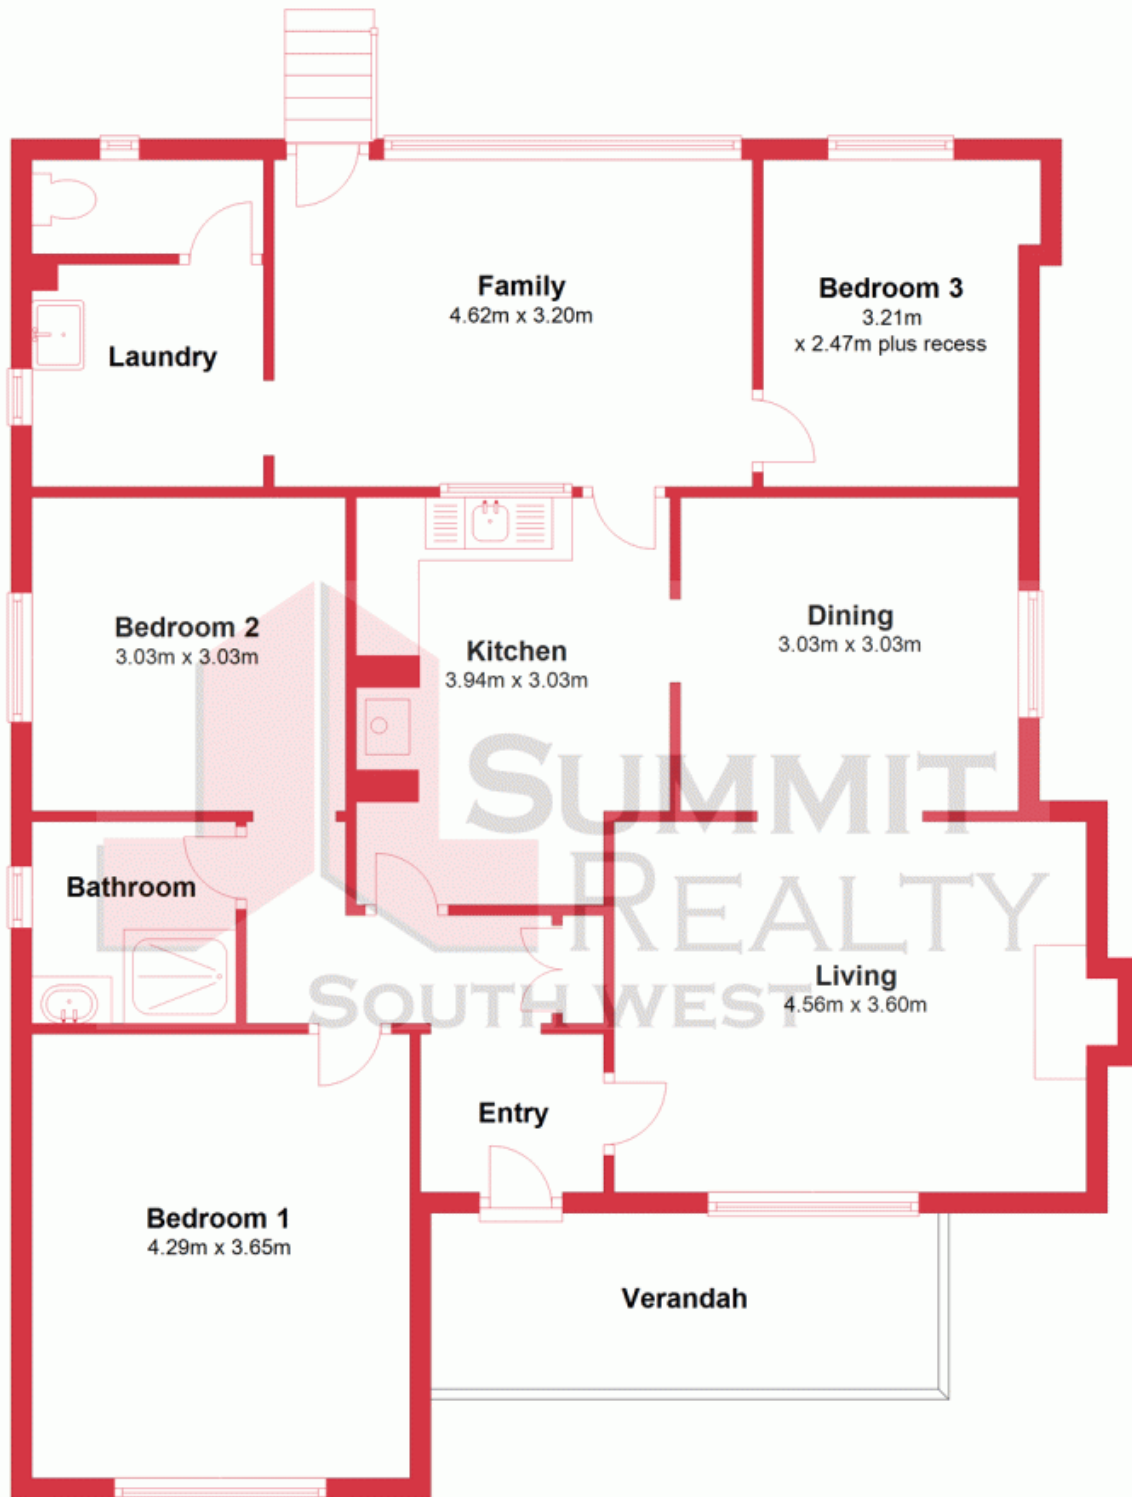 Family
4.62m x 3.20m
Bedroom 3
3.21m
x 2.47m plus recess
Laundry
Bedroom 2
3.03m x 3.03m
Kitchen
3.94m x 3.03m
Dining
3.03m x 3.03m
SUMMIT
REALTY
SOUTH WEST
Bathroom
Living
4.56m x 3.60m
Entry
Bedroom 1
4.29m x 3.65m
Verandah